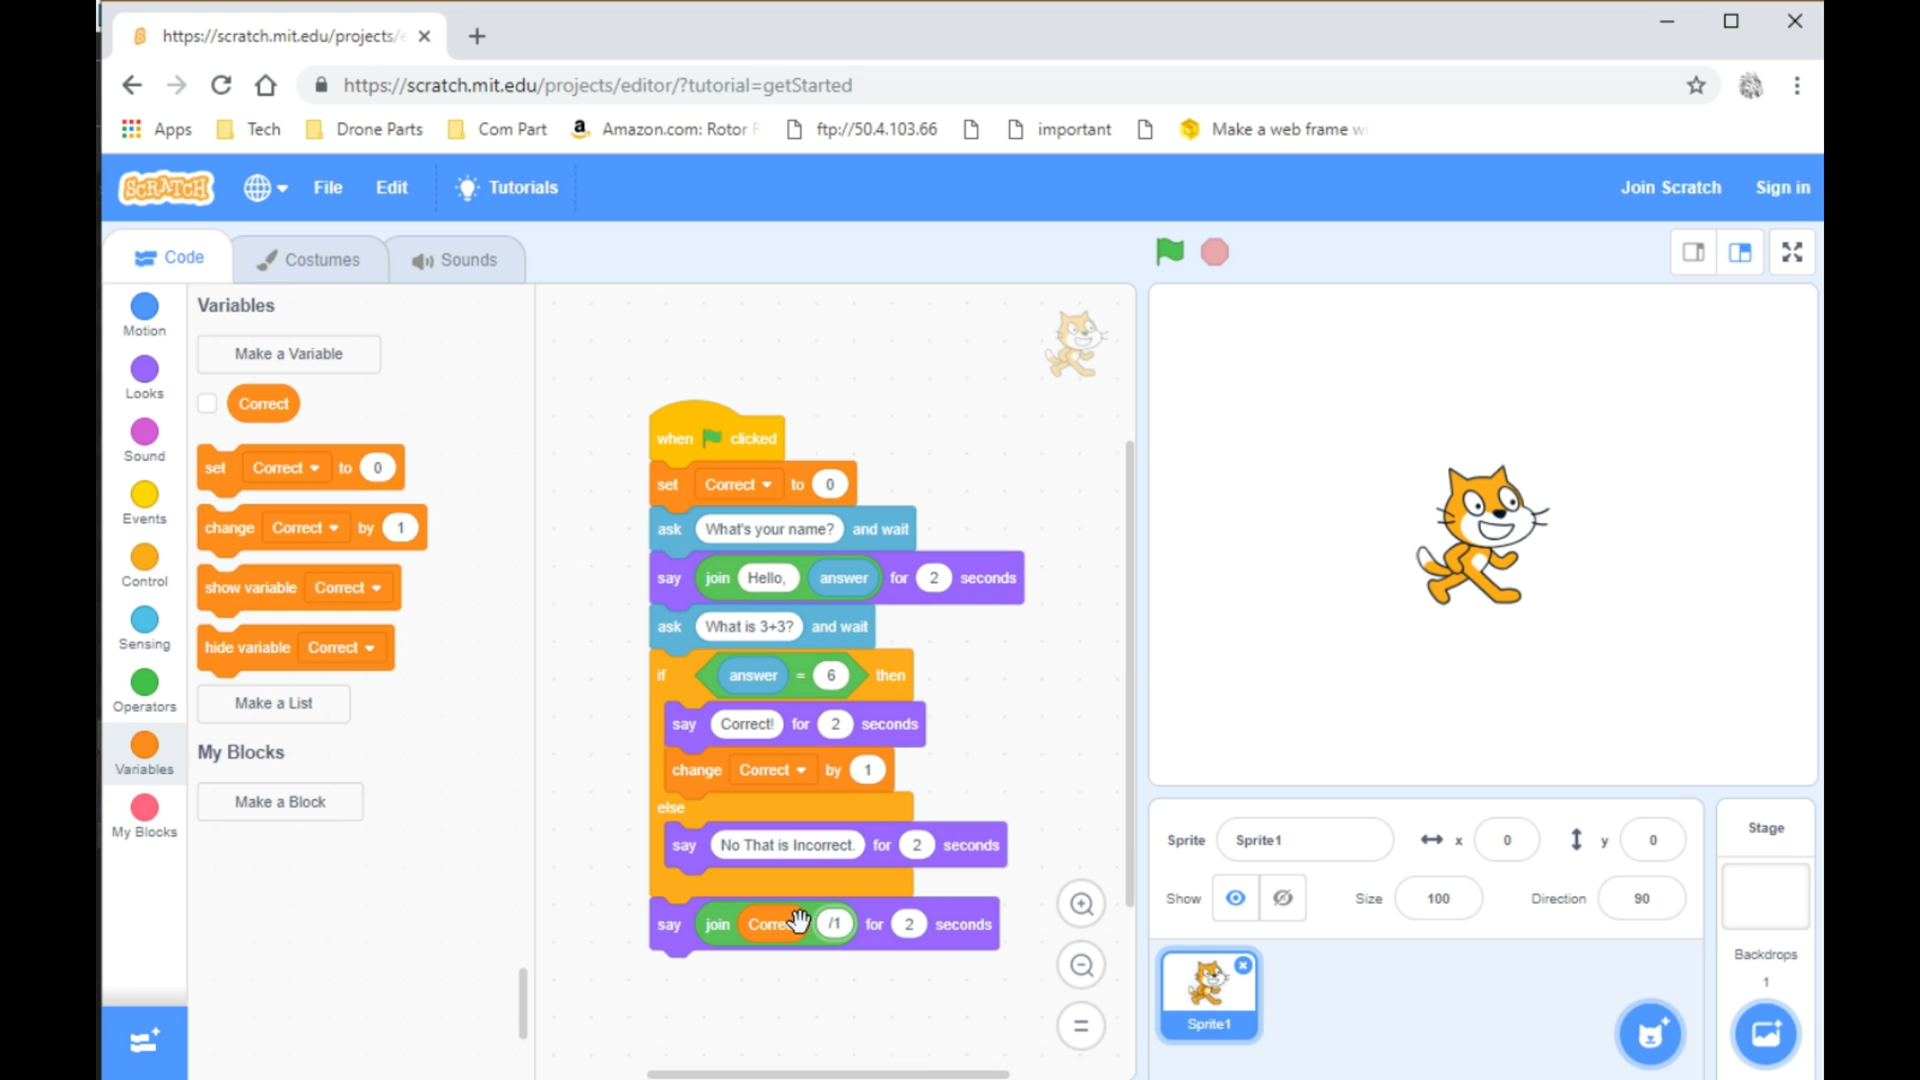 https://scratch.mit.edu/projects/e
https://scratch.mit.edu/projects/editor/?tutorial=getStarted
Apps Tech Drone Parts Com Part Amazon.com: Rotor ftp://50.4.103.66 important Make a web frame
SCRATCH File Edit Tutorials Join Scratch Sign in
Code Costumes Sounds
Motion
Looks
Sound
Events
Control
Sensing
Operators
Variables
My Blocks
Variables
Make a Variable
Correct
set Correct to 0
change Correct by 1
show variable Correct
hide variable Correct
Make a List
My Blocks
Make a Block
when clicked
set Correct to 0
ask What's your name? and wait
say join Hello, answer for 2 seconds
ask What is 3+3? and wait
if answer = 6 then
say Correct! for 2 seconds
change Correct by 1
else
say No That is Incorrect. for 2 seconds
say join /1 for 2 seconds
Sprite Sprite1 x 0 y 0
Show Size 100 Direction 90
Sprite1
Stage
Backdrops
1